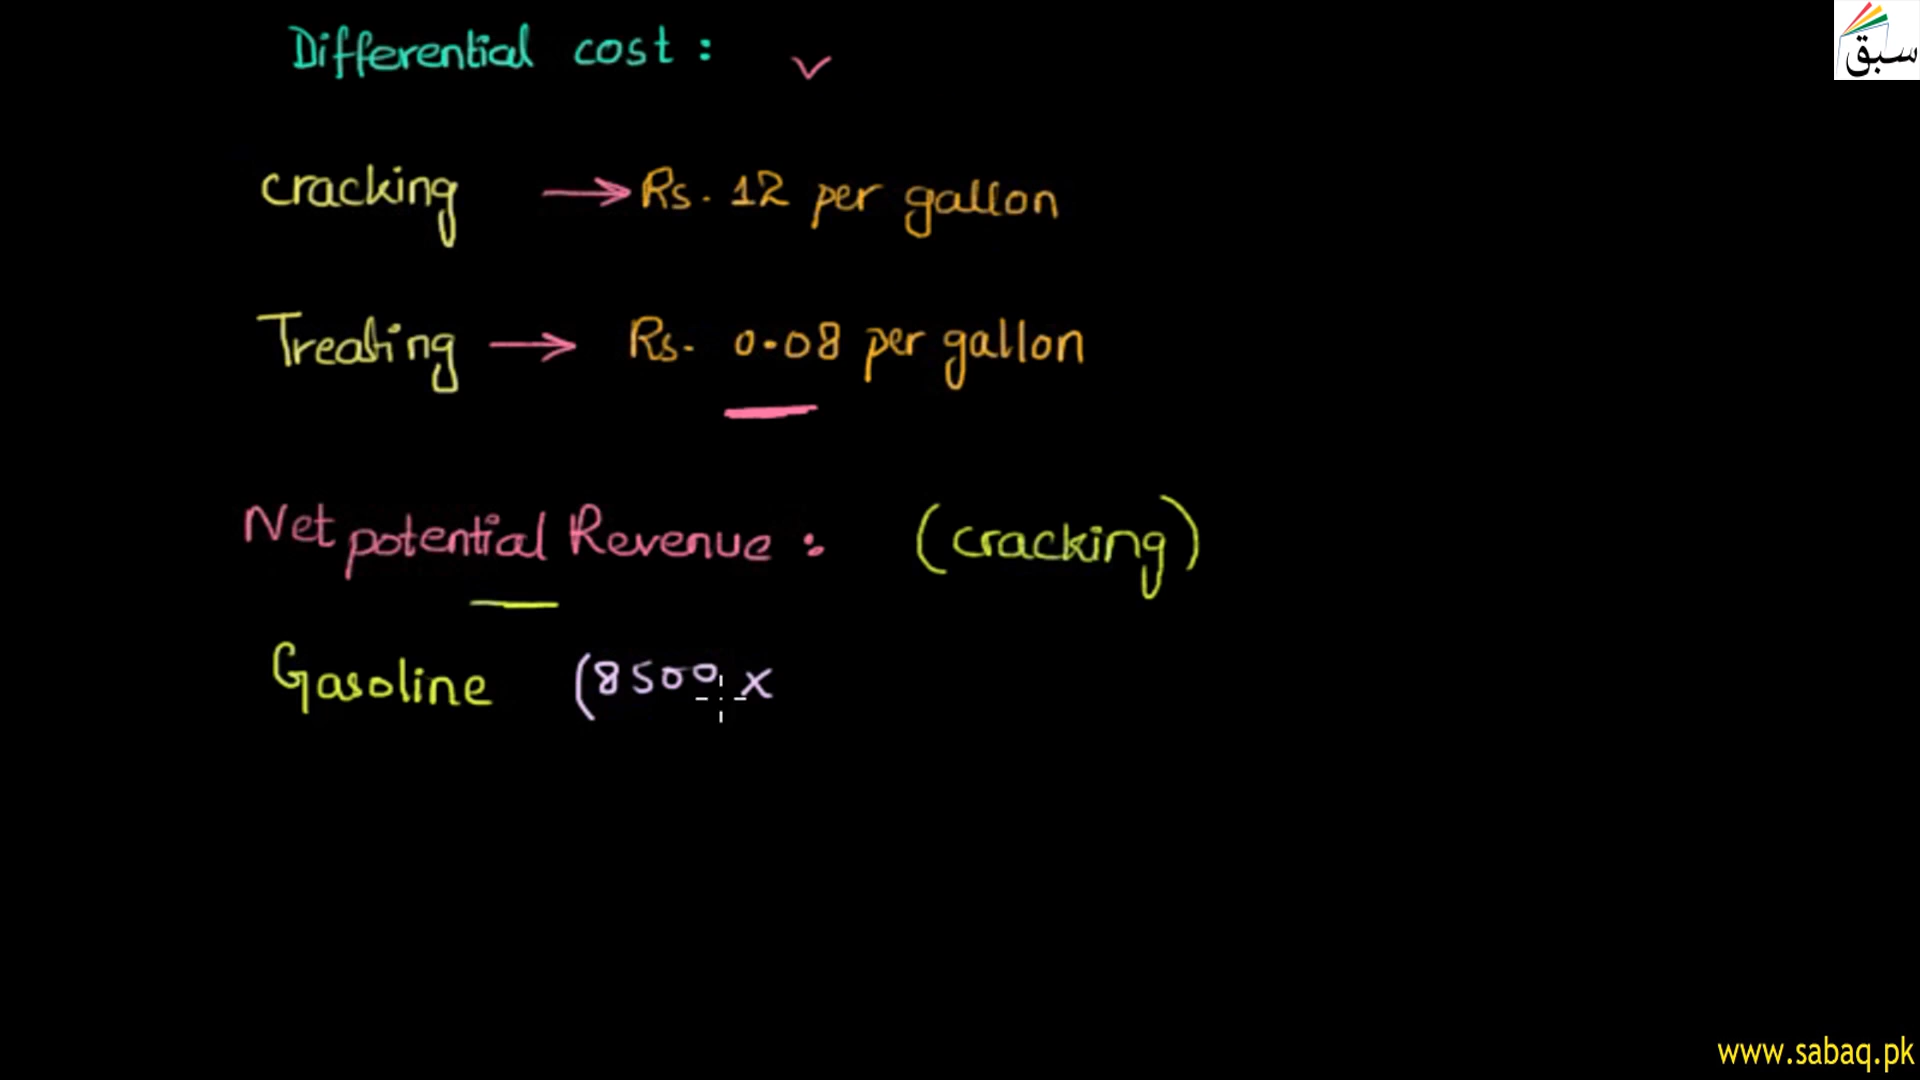 Differential cost :
سبق
cracking → Rs. 12 per gallon
Treating → Rs. 0.08 per gallon
Net potential Revenue : (cracking)
Gasoline (8500 x
www.sabaq.pk